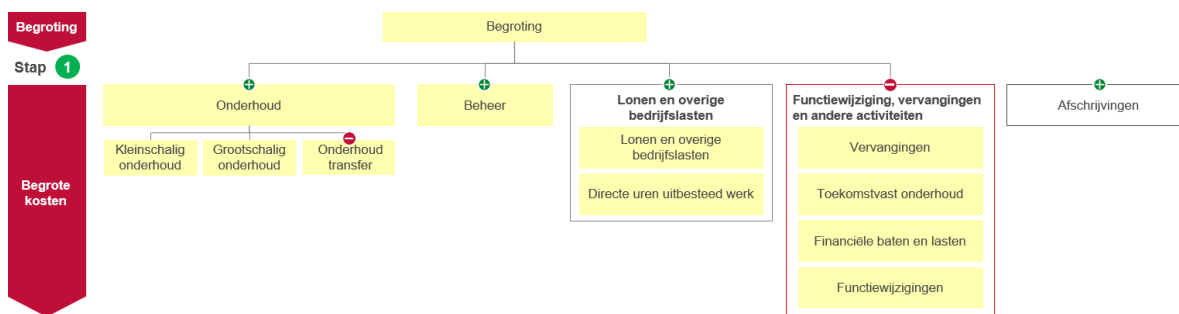 Begroting
Begroting
Stap 1
Onderhoud
Beheer
Lonen en overige
bedrijfslasten
Functiewijziging, vervangingen
en andere activiteiten
Afschrijvingen
Kleinschalig
onderhoud
Grootschalig
onderhoud
Onderhoud
transfer
Lonen en overige
bedrijfslasten
Vervangingen
Begrote
kosten
Directe uren uitbesteed werk
Toekomstvast onderhoud
Financiële baten en lasten
Functiewijzigingen